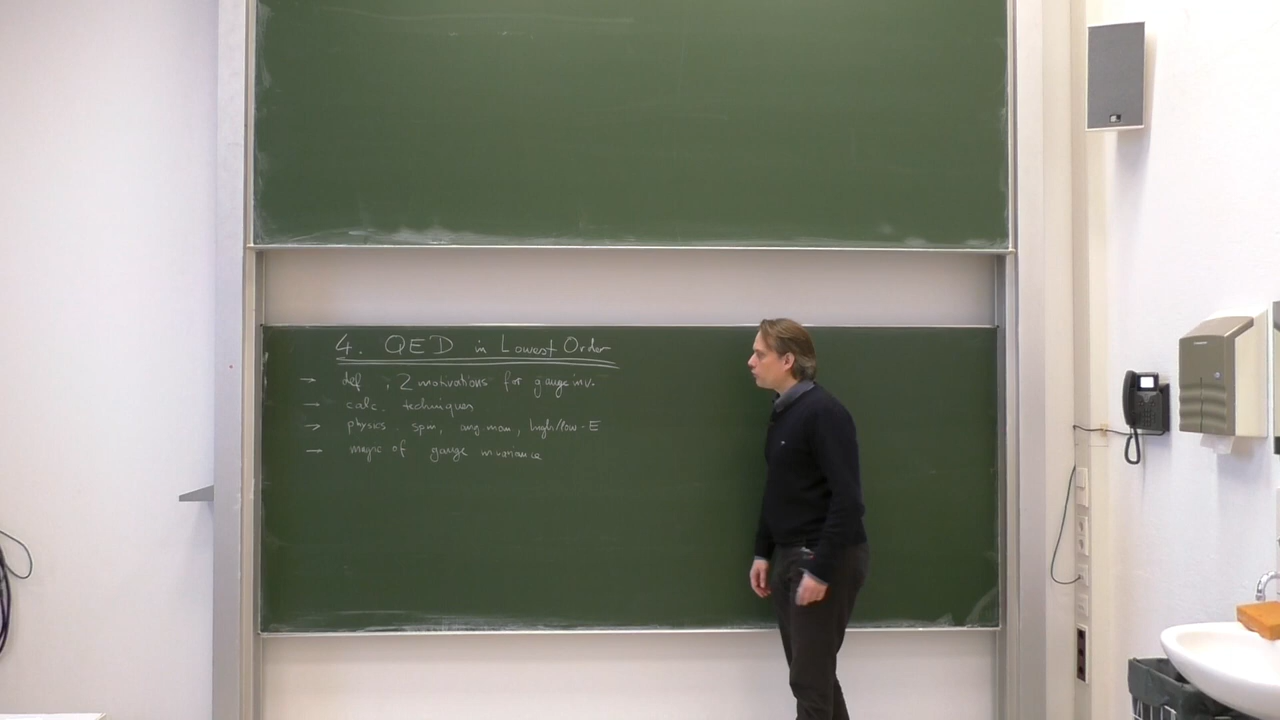 4. QED in Lowest Order
→ def, 2 motivations for gauge inv.
→ calc. techniques
→ physics. spin, ang. mom, high/low-E
→ magic of gauge invariance